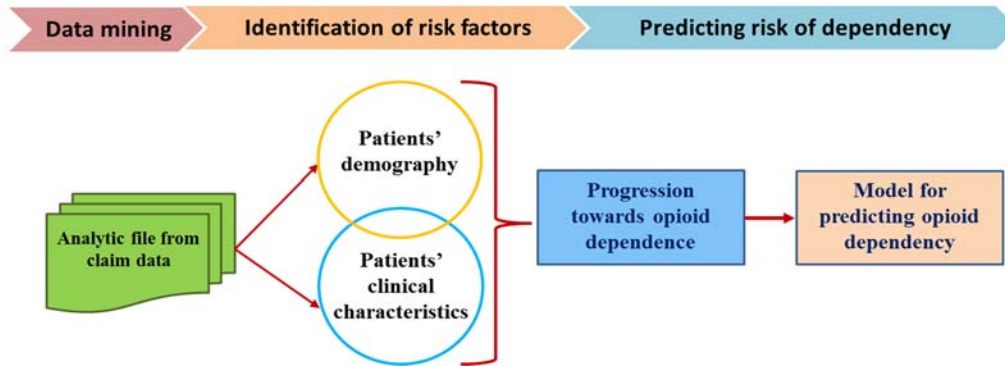 Data mining
Identification of risk factors
Predicting risk of dependency
Patients’
demography
Analytic file from
claim data
Patients’
clinical
characteristics
Progression
towards opioid
dependence
Model for
predicting opioid
dependency